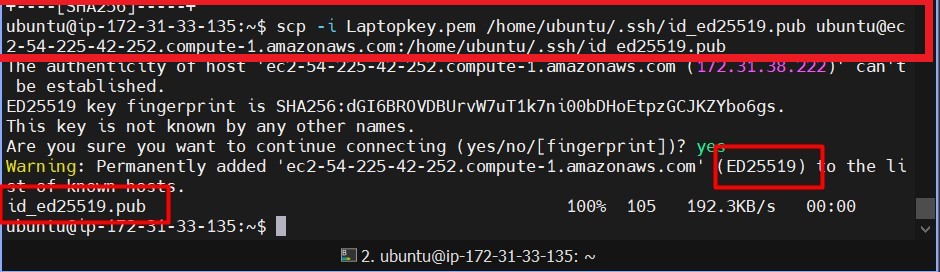 +----[SHA256]-----+
ubuntu@ip-172-31-33-135:~$ scp -i Laptopkey.pem /home/ubuntu/.ssh/id_ed25519.pub ubuntu@ec
2-54-225-42-252.compute-1.amazonaws.com:/home/ubuntu/.ssh/id_ed25519.pub
The authenticity of host 'ec2-54-225-42-252.compute-1.amazonaws.com (172.31.38.222)' can't
be established.
ED25519 key fingerprint is SHA256:dGI6BROVDBUrvW7uT1k7ni00bDHoEtpzGCJKZYbo6gs.
This key is not known by any other names.
Are you sure you want to continue connecting (yes/no/[fingerprint])? yes
Warning: Permanently added 'ec2-54-225-42-252.compute-1.amazonaws.com' (ED25519) to the li
st of known hosts.
id_ed25519.pub 100% 105 192.3KB/s 00:00
ubuntu@ip-172-31-33-135:~$
2. ubuntu@ip-172-31-33-135: ~